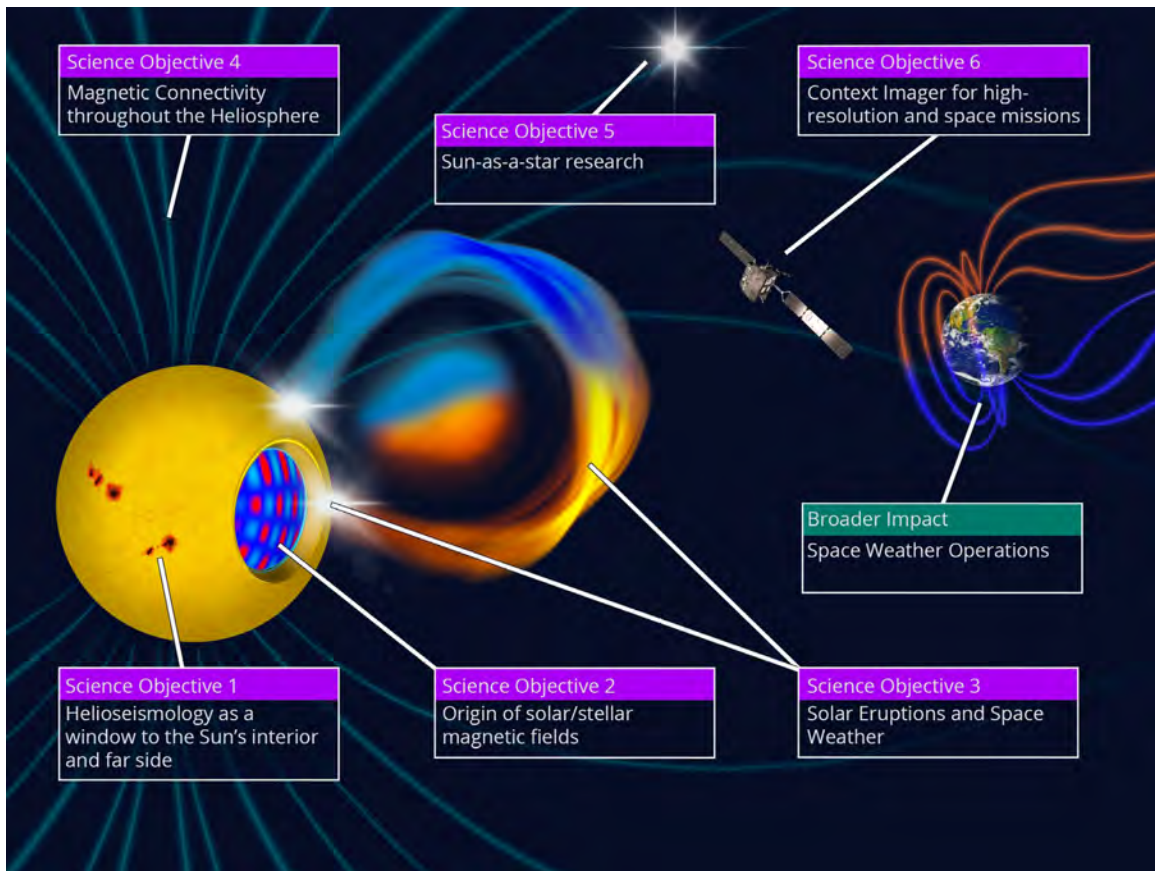 Science Objective 4
Magnetic Connectivity
throughout the Heliosphere
Science Objective 5
Sun-as-a-star research
Science Objective 6
Context Imager for high-
resolution and space missions
Broader Impact
Space Weather Operations
Science Objective 1
Helioseismology as a
window to the Sun’s interior
and far side
Science Objective 2
Origin of solar/stellar
magnetic fields
Science Objective 3
Solar Eruptions and Space
Weather